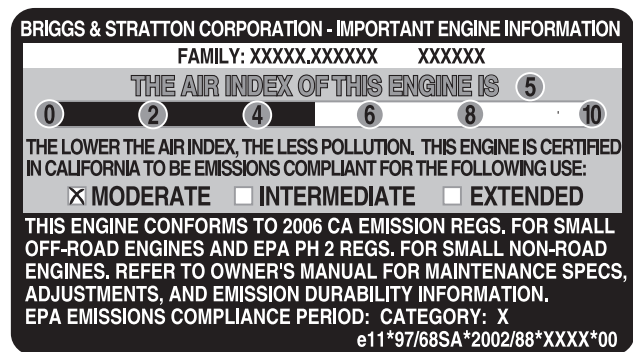 BRIGGS & STRATTON CORPORATION - IMPORTANT ENGINE INFORMATION
FAMILY: XXXXX.XXXXXX XXXXXX
THE AIR INDEX OF THIS ENGINE IS 5
0 2 4 6 8 10
THE LOWER THE AIR INDEX, THE LESS POLLUTION. THIS ENGINE IS CERTIFIED
IN CALIFORNIA TO BE EMISSIONS COMPLIANT FOR THE FOLLOWING USE:
☒ MODERATE ☐ INTERMEDIATE ☐ EXTENDED
THIS ENGINE CONFORMS TO 2006 CA EMISSION REGS. FOR SMALL
OFF-ROAD ENGINES AND EPA PH 2 REGS. FOR SMALL NON-ROAD
ENGINES. REFER TO OWNER'S MANUAL FOR MAINTENANCE SPECS,
ADJUSTMENTS, AND EMISSION DURABILITY INFORMATION.
EPA EMISSIONS COMPLIANCE PERIOD: CATEGORY: X
e11*97/68SA*2002/88*XXXX*00